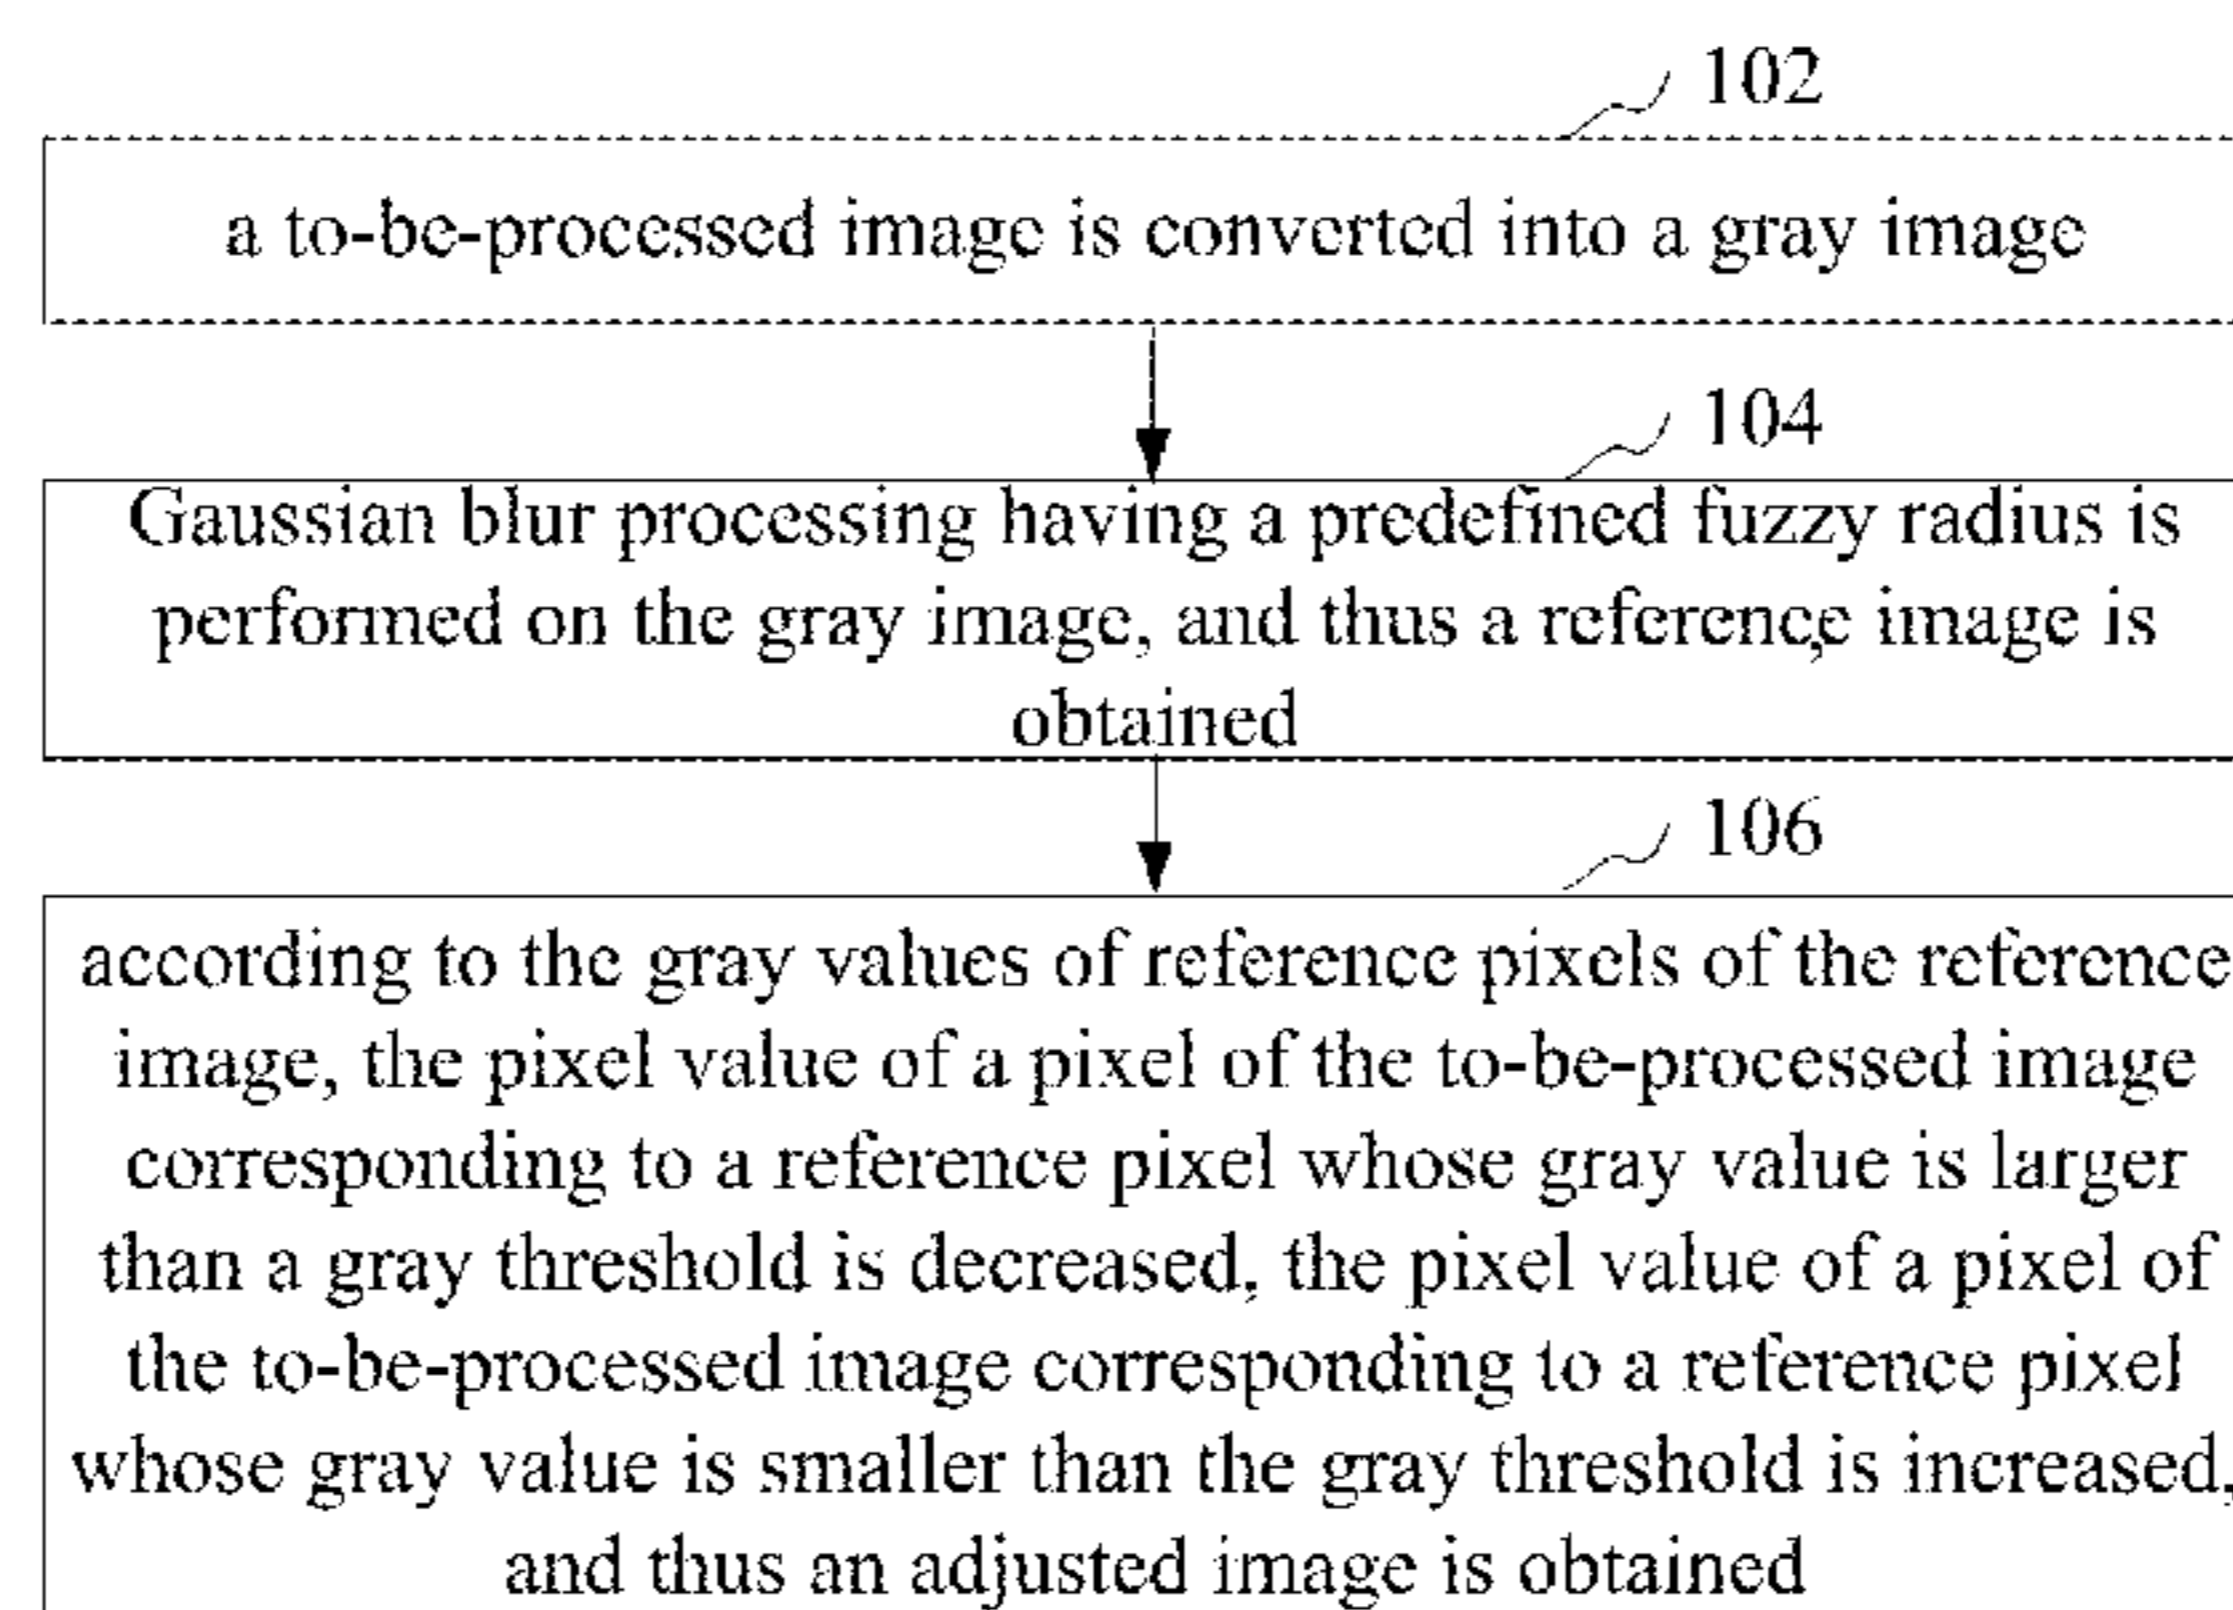 102
a to-be-processed image is converted into a gray image
104
Gaussian blur processing having a predefined fuzzy radius is
performed on the gray image, and thus a reference image is
obtained
106
according to the gray values of reference pixels of the reference
image, the pixel value of a pixel of the to-be-processed image
corresponding to a reference pixel whose gray value is larger
than a gray threshold is decreased, the pixel value of a pixel of
the to-be-processed image corresponding to a reference pixel
whose gray value is smaller than the gray threshold is increased,
and thus an adjusted image is obtained